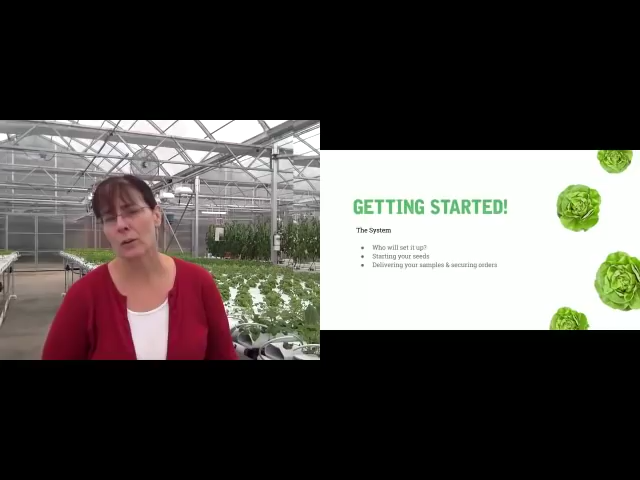 GETTING STARTED!
The System
● Who will set it up?
● Starting your seeds
● Delivering your samples & securing orders